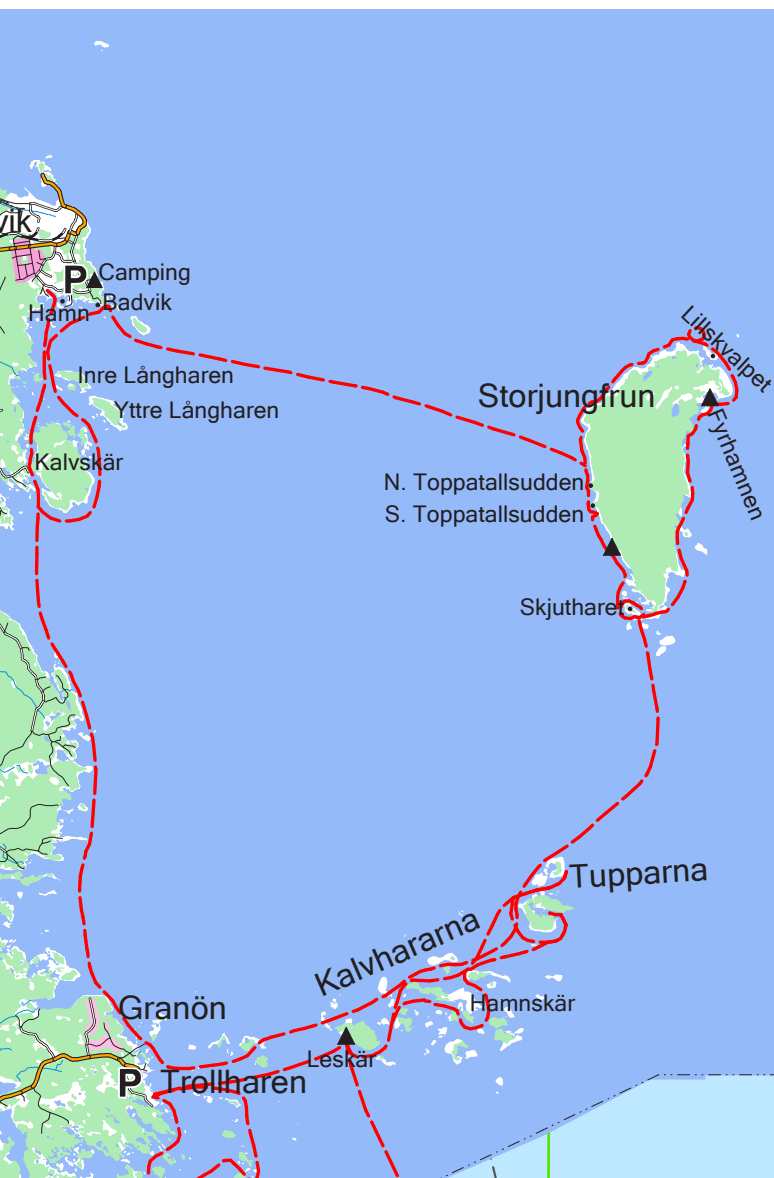 vik
P
Camping
Hamn
Badvik
Lillskvalpet
Inre Långharen
Storjungfrun
Yttre Långharen
Fyrhamnen
Kalvskär
N. Toppatallsudden
S. Toppatallsudden
Skjutharet
Tupparna
Kalvhararna
Granön
Hamnskär
Leskär
P
Trollharen